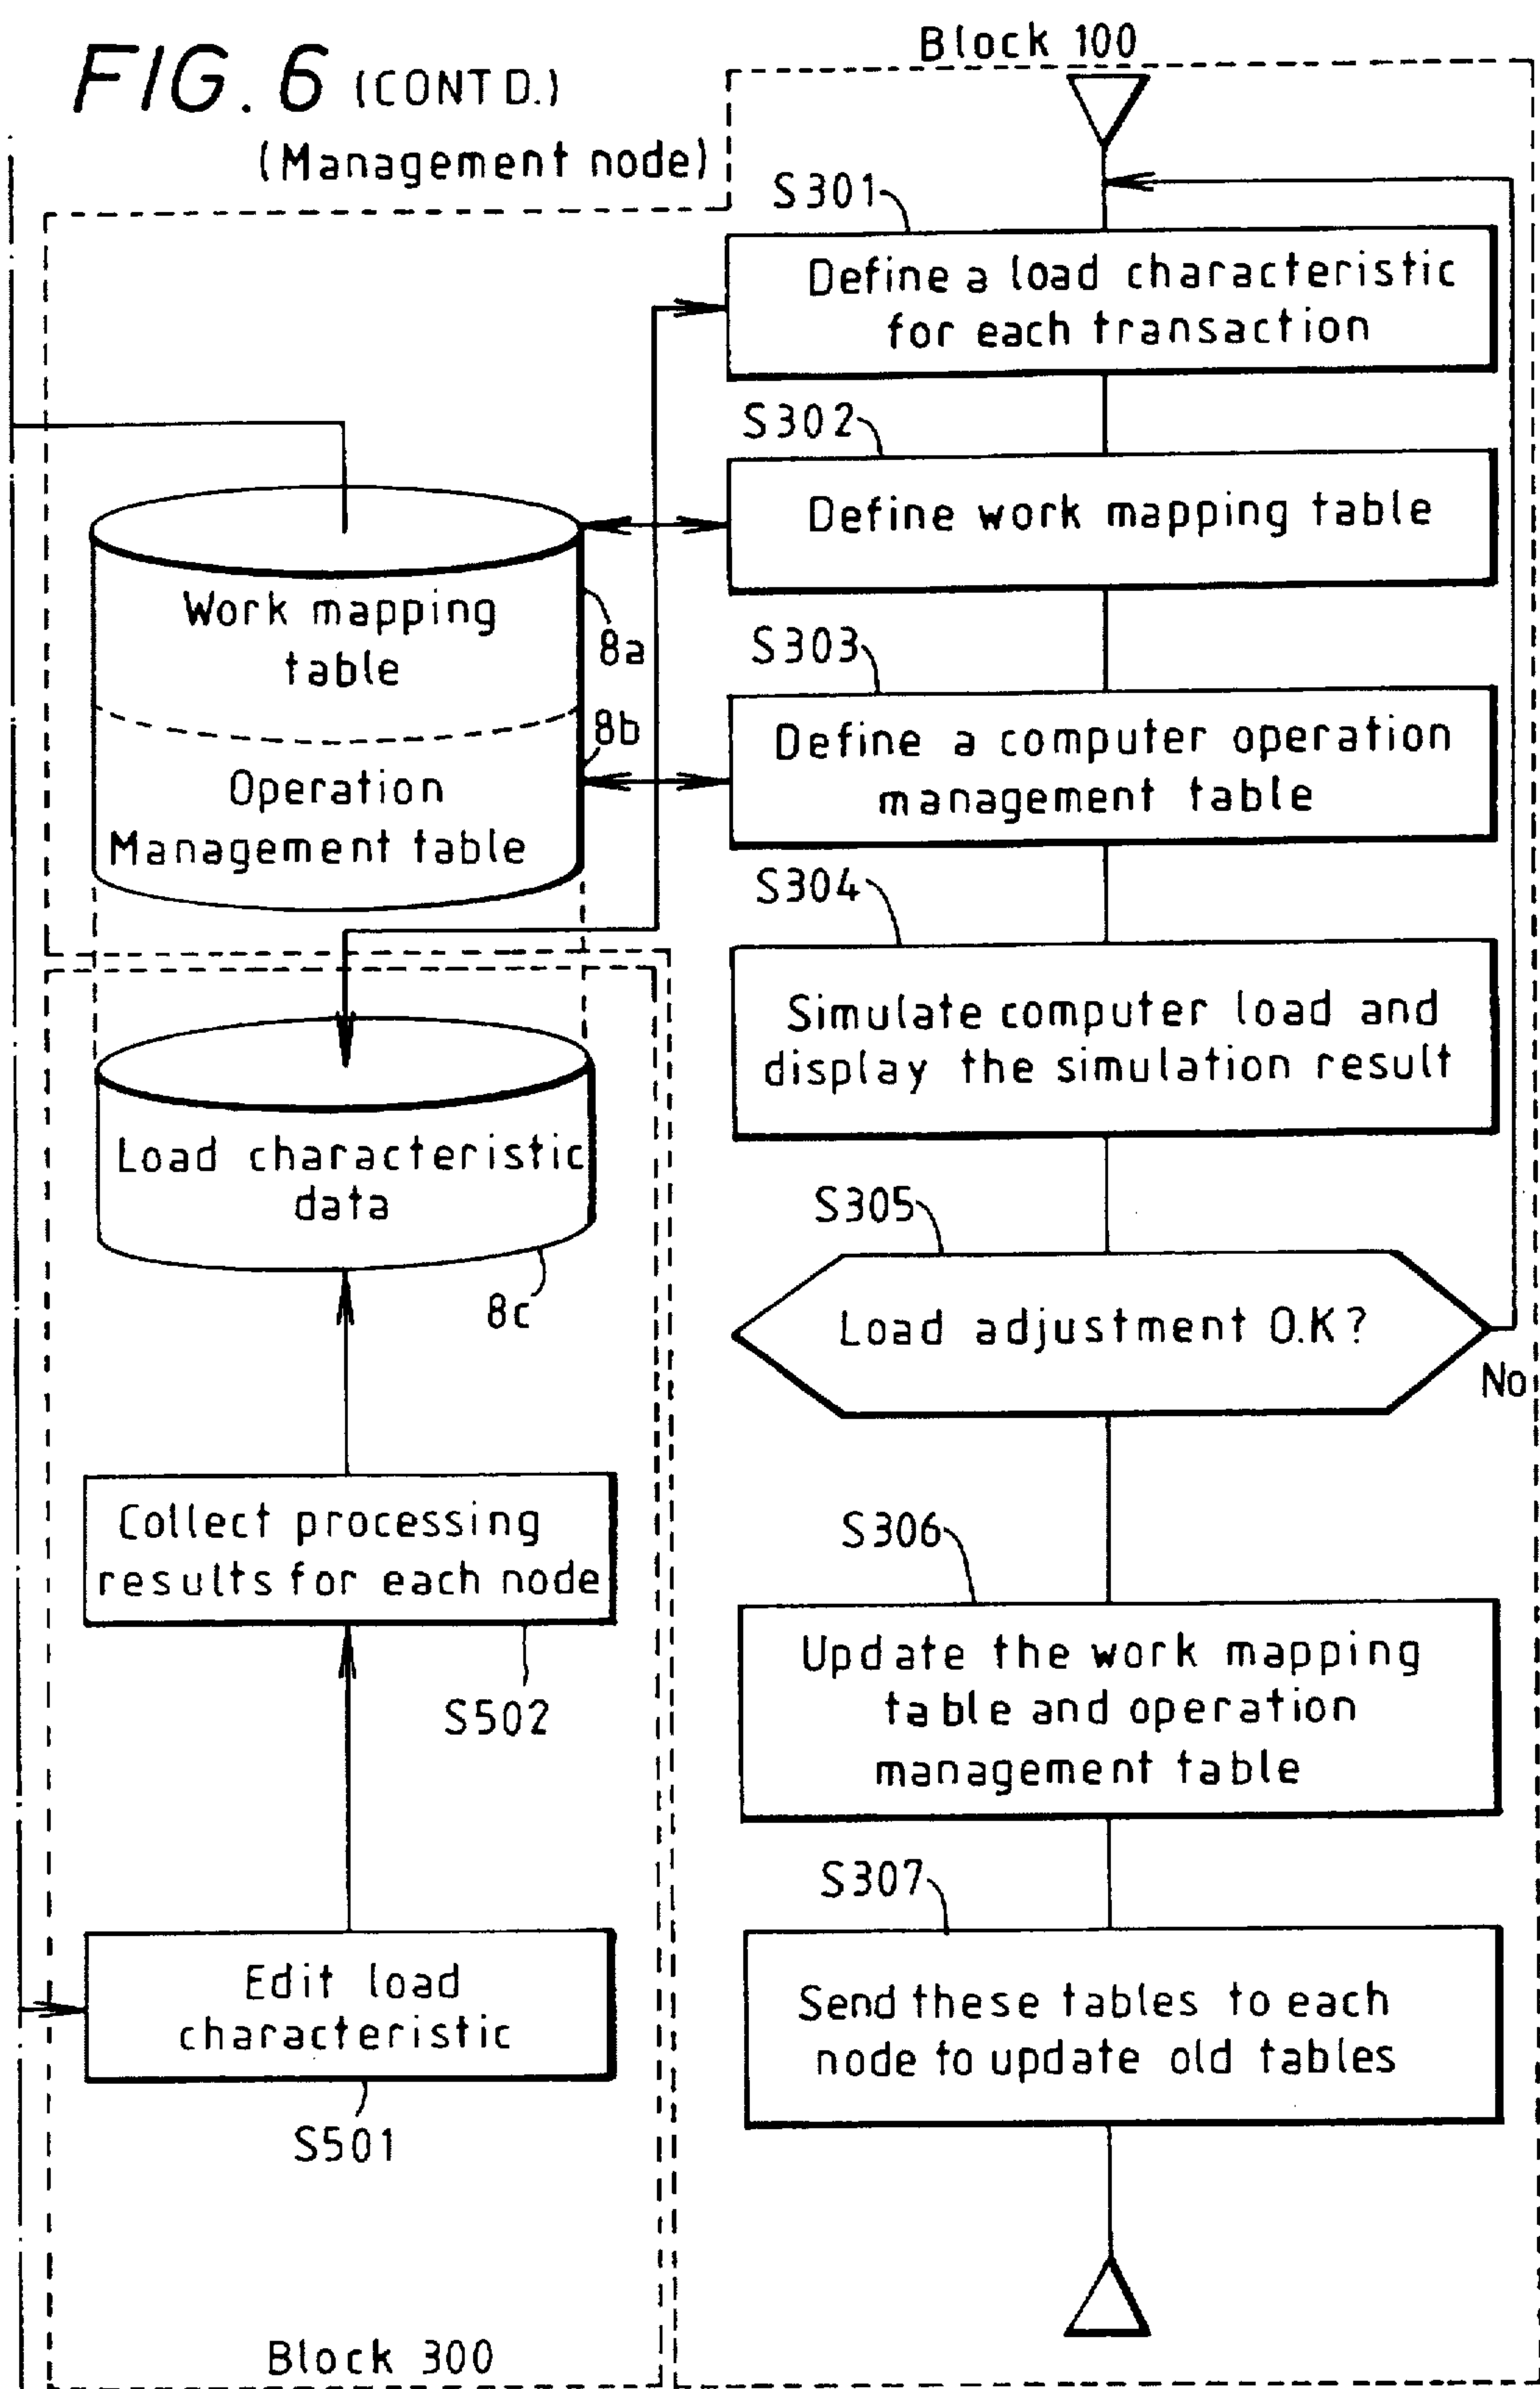 FIG. 6 (CONTD.)
(Management node)
Block 100
S301
Define a load characteristic
for each transaction
S302
Define work mapping table
Work mapping
table
8a
S303
8b
Define a computer operation
management table
Operation
Management table
S304
Simulate computer load and
display the simulation result
Load characteristic
data
8c
S305
Load adjustment O.K?
No
Collect processing
results for each node
S502
S306
Update the work mapping
table and operation
management table
S307
Edit load
characteristic
S501
Send these tables to each
node to update old tables
Block 300